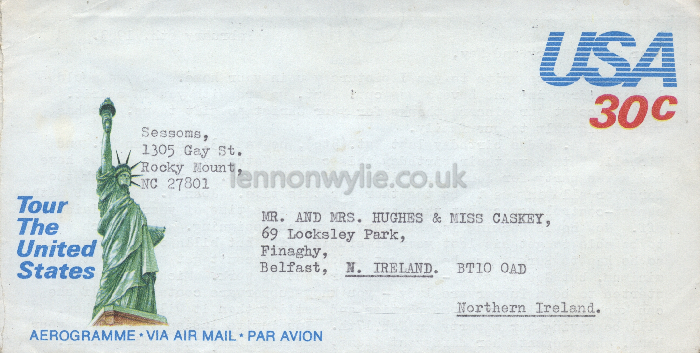 USA
30c
Sessoms,
1305 Gay St.
Rocky Mount,
NC 27801
lennonwylie.co.uk
Tour
The
United
States
MR. AND MRS. HUGHES & MISS CASKEY,
69 Locksley Park,
Finaghy,
Belfast, N. IRELAND. BT10 OAD
Northern Ireland.
AEROGRAMME • VIA AIR MAIL • PAR AVION